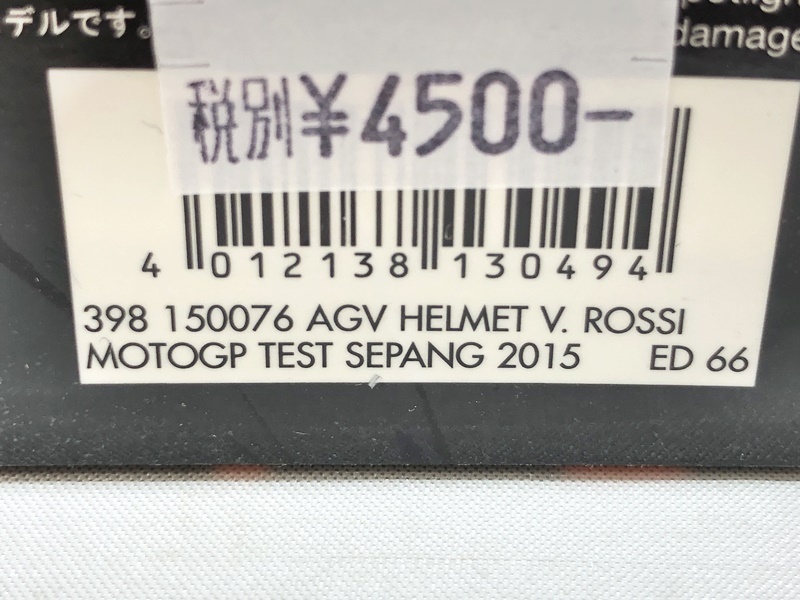 デルです。
damage
税別¥4500-
4 012138 130494
398 150076 AGV HELMET V. ROSSI
MOTOGP TEST SEPANG 2015 ED 66